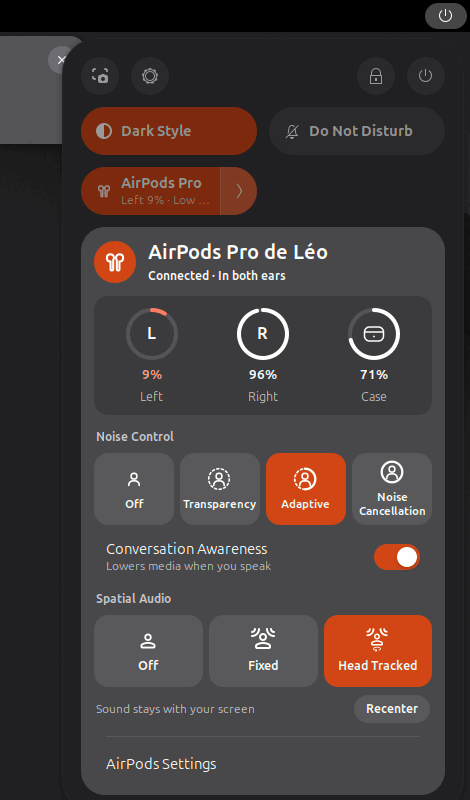 Dark Style
Do Not Disturb
AirPods Pro
Left 9% · Low ...
AirPods Pro de Léo
Connected · In both ears
L
R
9%
96%
71%
Left
Right
Case
Noise Control
Off
Transparency
Adaptive
Noise
Cancellation
Conversation Awareness
Lowers media when you speak
Spatial Audio
Off
Fixed
Head Tracked
Sound stays with your screen
Recenter
AirPods Settings